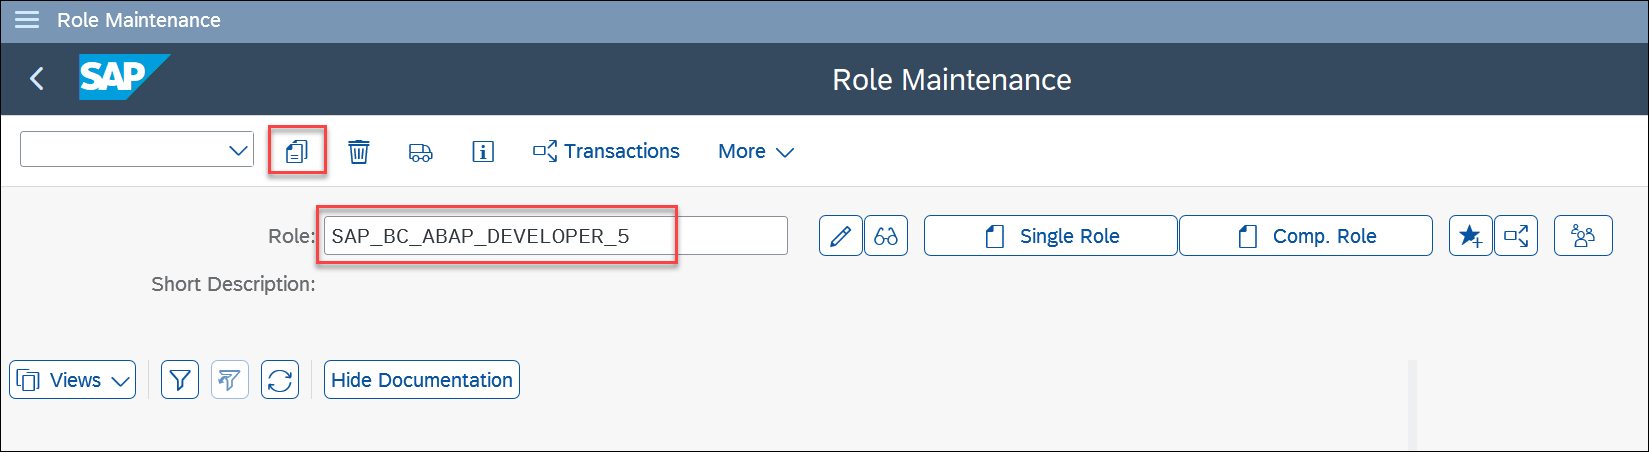 Role Maintenance
SAP Role Maintenance
Transactions More
Role: SAP_BC_ABAP_DEVELOPER_5 Single Role Comp. Role
Short Description:
Views Hide Documentation